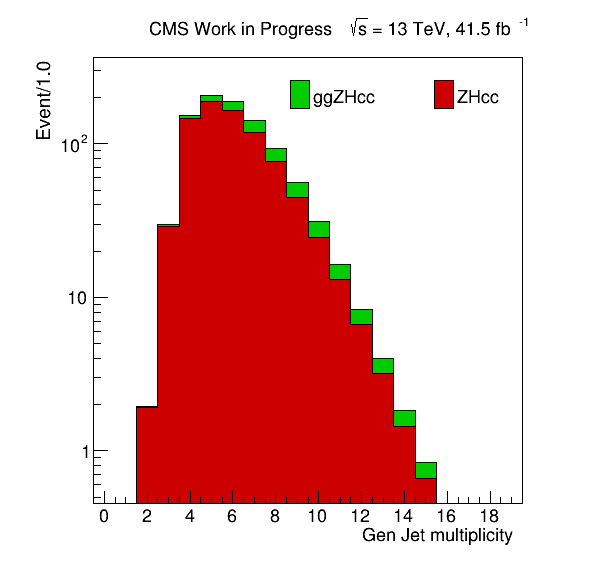 CMS Work in Progress √s = 13 TeV, 41.5 fb⁻¹
Event/1.0
ggZHcc ZHcc
10²
10
1
0 2 4 6 8 10 12 14 16 18
Gen Jet multiplicity